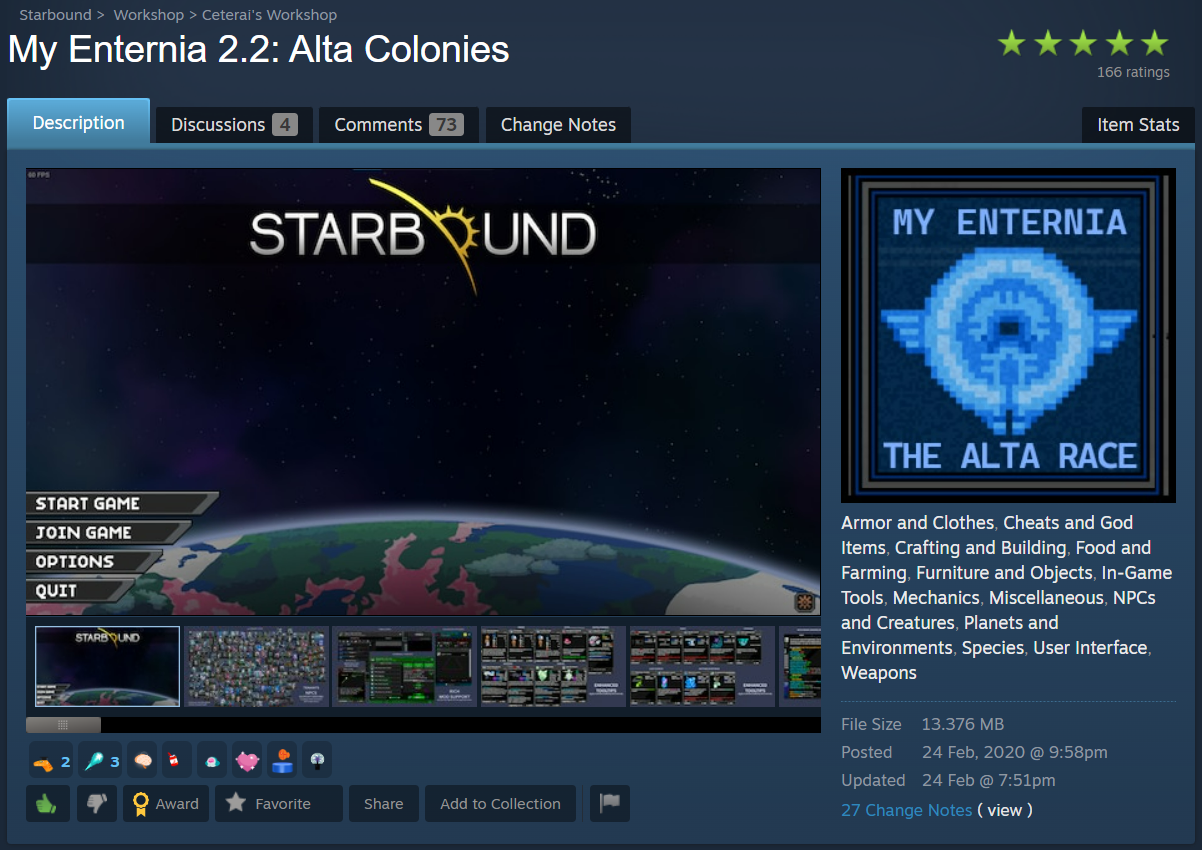 Starbound > Workshop > Ceterai's Workshop
My Enternia 2.2: Alta Colonies
166 ratings
Description
Discussions 4
Comments 73
Change Notes
Item Stats
60 FPS
STARBOUND
START GAME
JOIN GAME
OPTIONS
QUIT
MY ENTERNIA
THE ALTA RACE
Armor and Clothes, Cheats and God
Items, Crafting and Building, Food and
Farming, Furniture and Objects, In-Game
Tools, Mechanics, Miscellaneous, NPCs
and Creatures, Planets and
Environments, Species, User Interface,
Weapons
File Size 13.376 MB
Posted 24 Feb, 2020 @ 9:58pm
Updated 24 Feb @ 7:51pm
27 Change Notes ( view )
STARBOUND
2
3
Award
Favorite
Share
Add to Collection